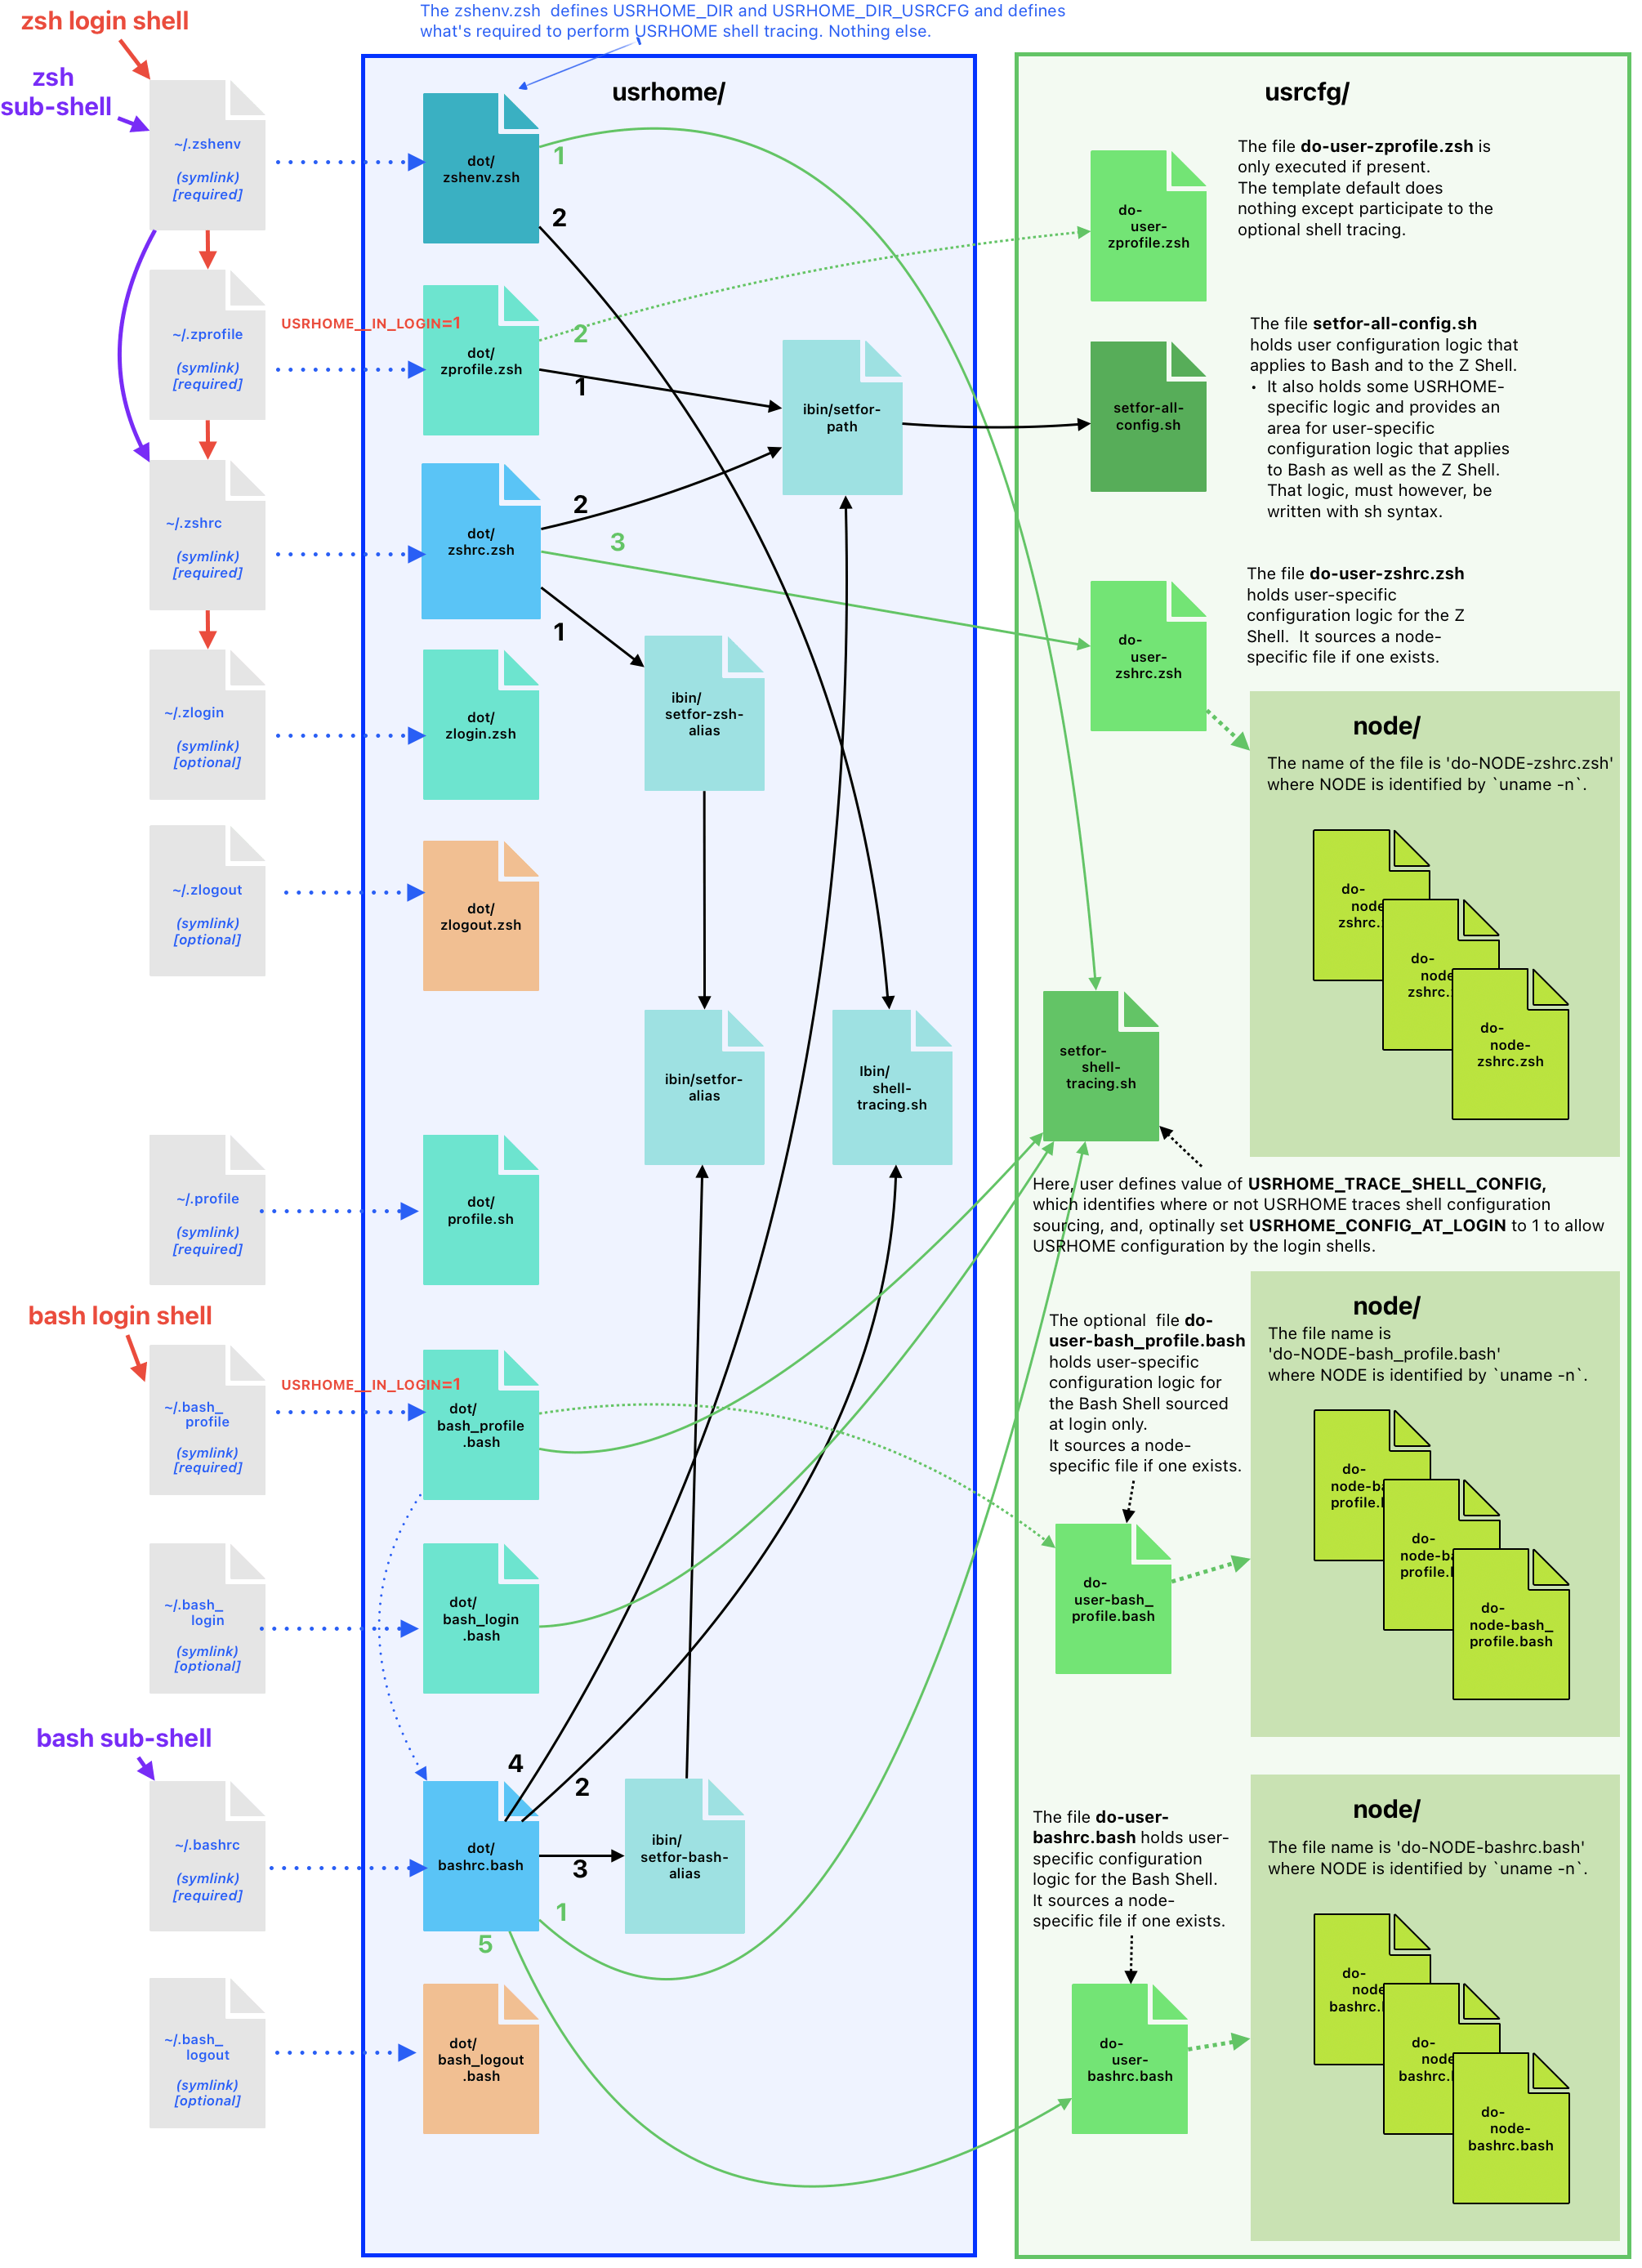 The zshenv.zsh  defines USRHOME_DIR and USRHOME_DIR_USRCFG and defines
what's required to perform USRHOME shell tracing. Nothing else.
zsh login shell
zsh
sub-shell
~/.zshenv
(symlink)
[required]
~/.zprofile
(symlink)
[required]
~/.zshrc
(symlink)
[required]
~/.zlogin
(symlink)
[optional]
~/.zlogout
(symlink)
[optional]
~/.profile
(symlink)
[required]
bash login shell
~/.bash_
profile
(symlink)
[required]
~/.bash_
login
(symlink)
[optional]
bash sub-shell
~/.bashrc
(symlink)
[required]
~/.bash_
logout
(symlink)
[optional]
usrhome/
dot/
zshenv.zsh
1
2
USRHOME__IN_LOGIN=1
dot/
zprofile.zsh
2
1
ibin/setfor-
path
dot/
zshrc.zsh
2
3
1
ibin/
setfor-zsh-
alias
dot/
zlogin.zsh
dot/
zlogout.zsh
ibin/setfor-
alias
Ibin/
shell-
tracing.sh
dot/
profile.sh
USRHOME__IN_LOGIN=1
dot/
bash_profile
.bash
dot/
bash_login
.bash
4
2
dot/
bashrc.bash
3
1
5
ibin/
setfor-bash-
alias
dot/
bash_logout
.bash
usrcfg/
do-
user-
zprofile.zsh
The file do-user-zprofile.zsh is
only executed if present.
The template default does
nothing except participate to the
optional shell tracing.
setfor-all-
config.sh
The file setfor-all-config.sh
holds user configuration logic that
applies to Bash and to the Z Shell.
• It also holds some USRHOME-
specific logic and provides an
area for user-specific
configuration logic that applies
to Bash as well as the Z Shell.
That logic, must however, be
written with sh syntax.
do-
user-
zshrc.zsh
The file do-user-zshrc.zsh
holds user-specific
configuration logic for the Z
Shell.  It sources a node-
specific file if one exists.
node/
The name of the file is 'do-NODE-zshrc.zsh'
where NODE is identified by `uname -n`.
do-
node
zshrc.
do-
node
zshrc.
do-
node-
zshrc.zsh
setfor-
shell-
tracing.sh
Here, user defines value of USRHOME_TRACE_SHELL_CONFIG,
which identifies where or not USRHOME traces shell configuration
sourcing, and, optinally set USRHOME_CONFIG_AT_LOGIN to 1 to allow
USRHOME configuration by the login shells.
The optional  file do-
user-bash_profile.bash
holds user-specific
configuration logic for
the Bash Shell sourced
at login only.
It sources a node-
specific file if one exists.
do-
user-bash_
profile.bash
node/
The file name is
'do-NODE-bash_profile.bash'
where NODE is identified by `uname -n`.
do-
node-ba
profile.b
do-
node-ba
profile.b
do-
node-bash_
profile.bash
The file do-user-
bashrc.bash holds user-
specific configuration
logic for the Bash Shell.
It sources a node-
specific file if one exists.
do-
user-
bashrc.bash
node/
The file name is 'do-NODE-bashrc.bash'
where NODE is identified by `uname -n`.
do-
node
bashrc.b
do-
node
bashrc.b
do-
node-
bashrc.bash